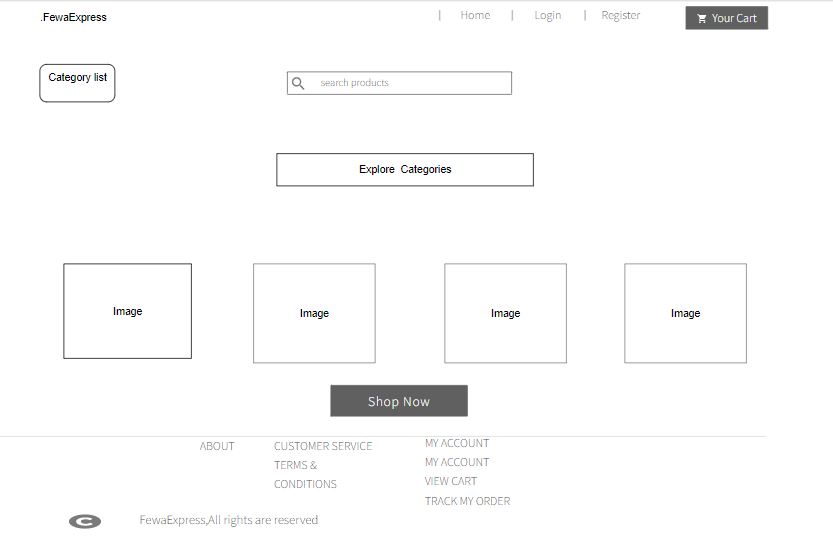 .FewaExpress
| Home | Login | Register
Your Cart
Category list
search products
Explore Categories
Image
Image
Image
Image
Shop Now
ABOUT
CUSTOMER SERVICE
TERMS &
CONDITIONS
MY ACCOUNT
MY ACCOUNT
VIEW CART
TRACK MY ORDER
C
FewaExpress,All rights are reserved